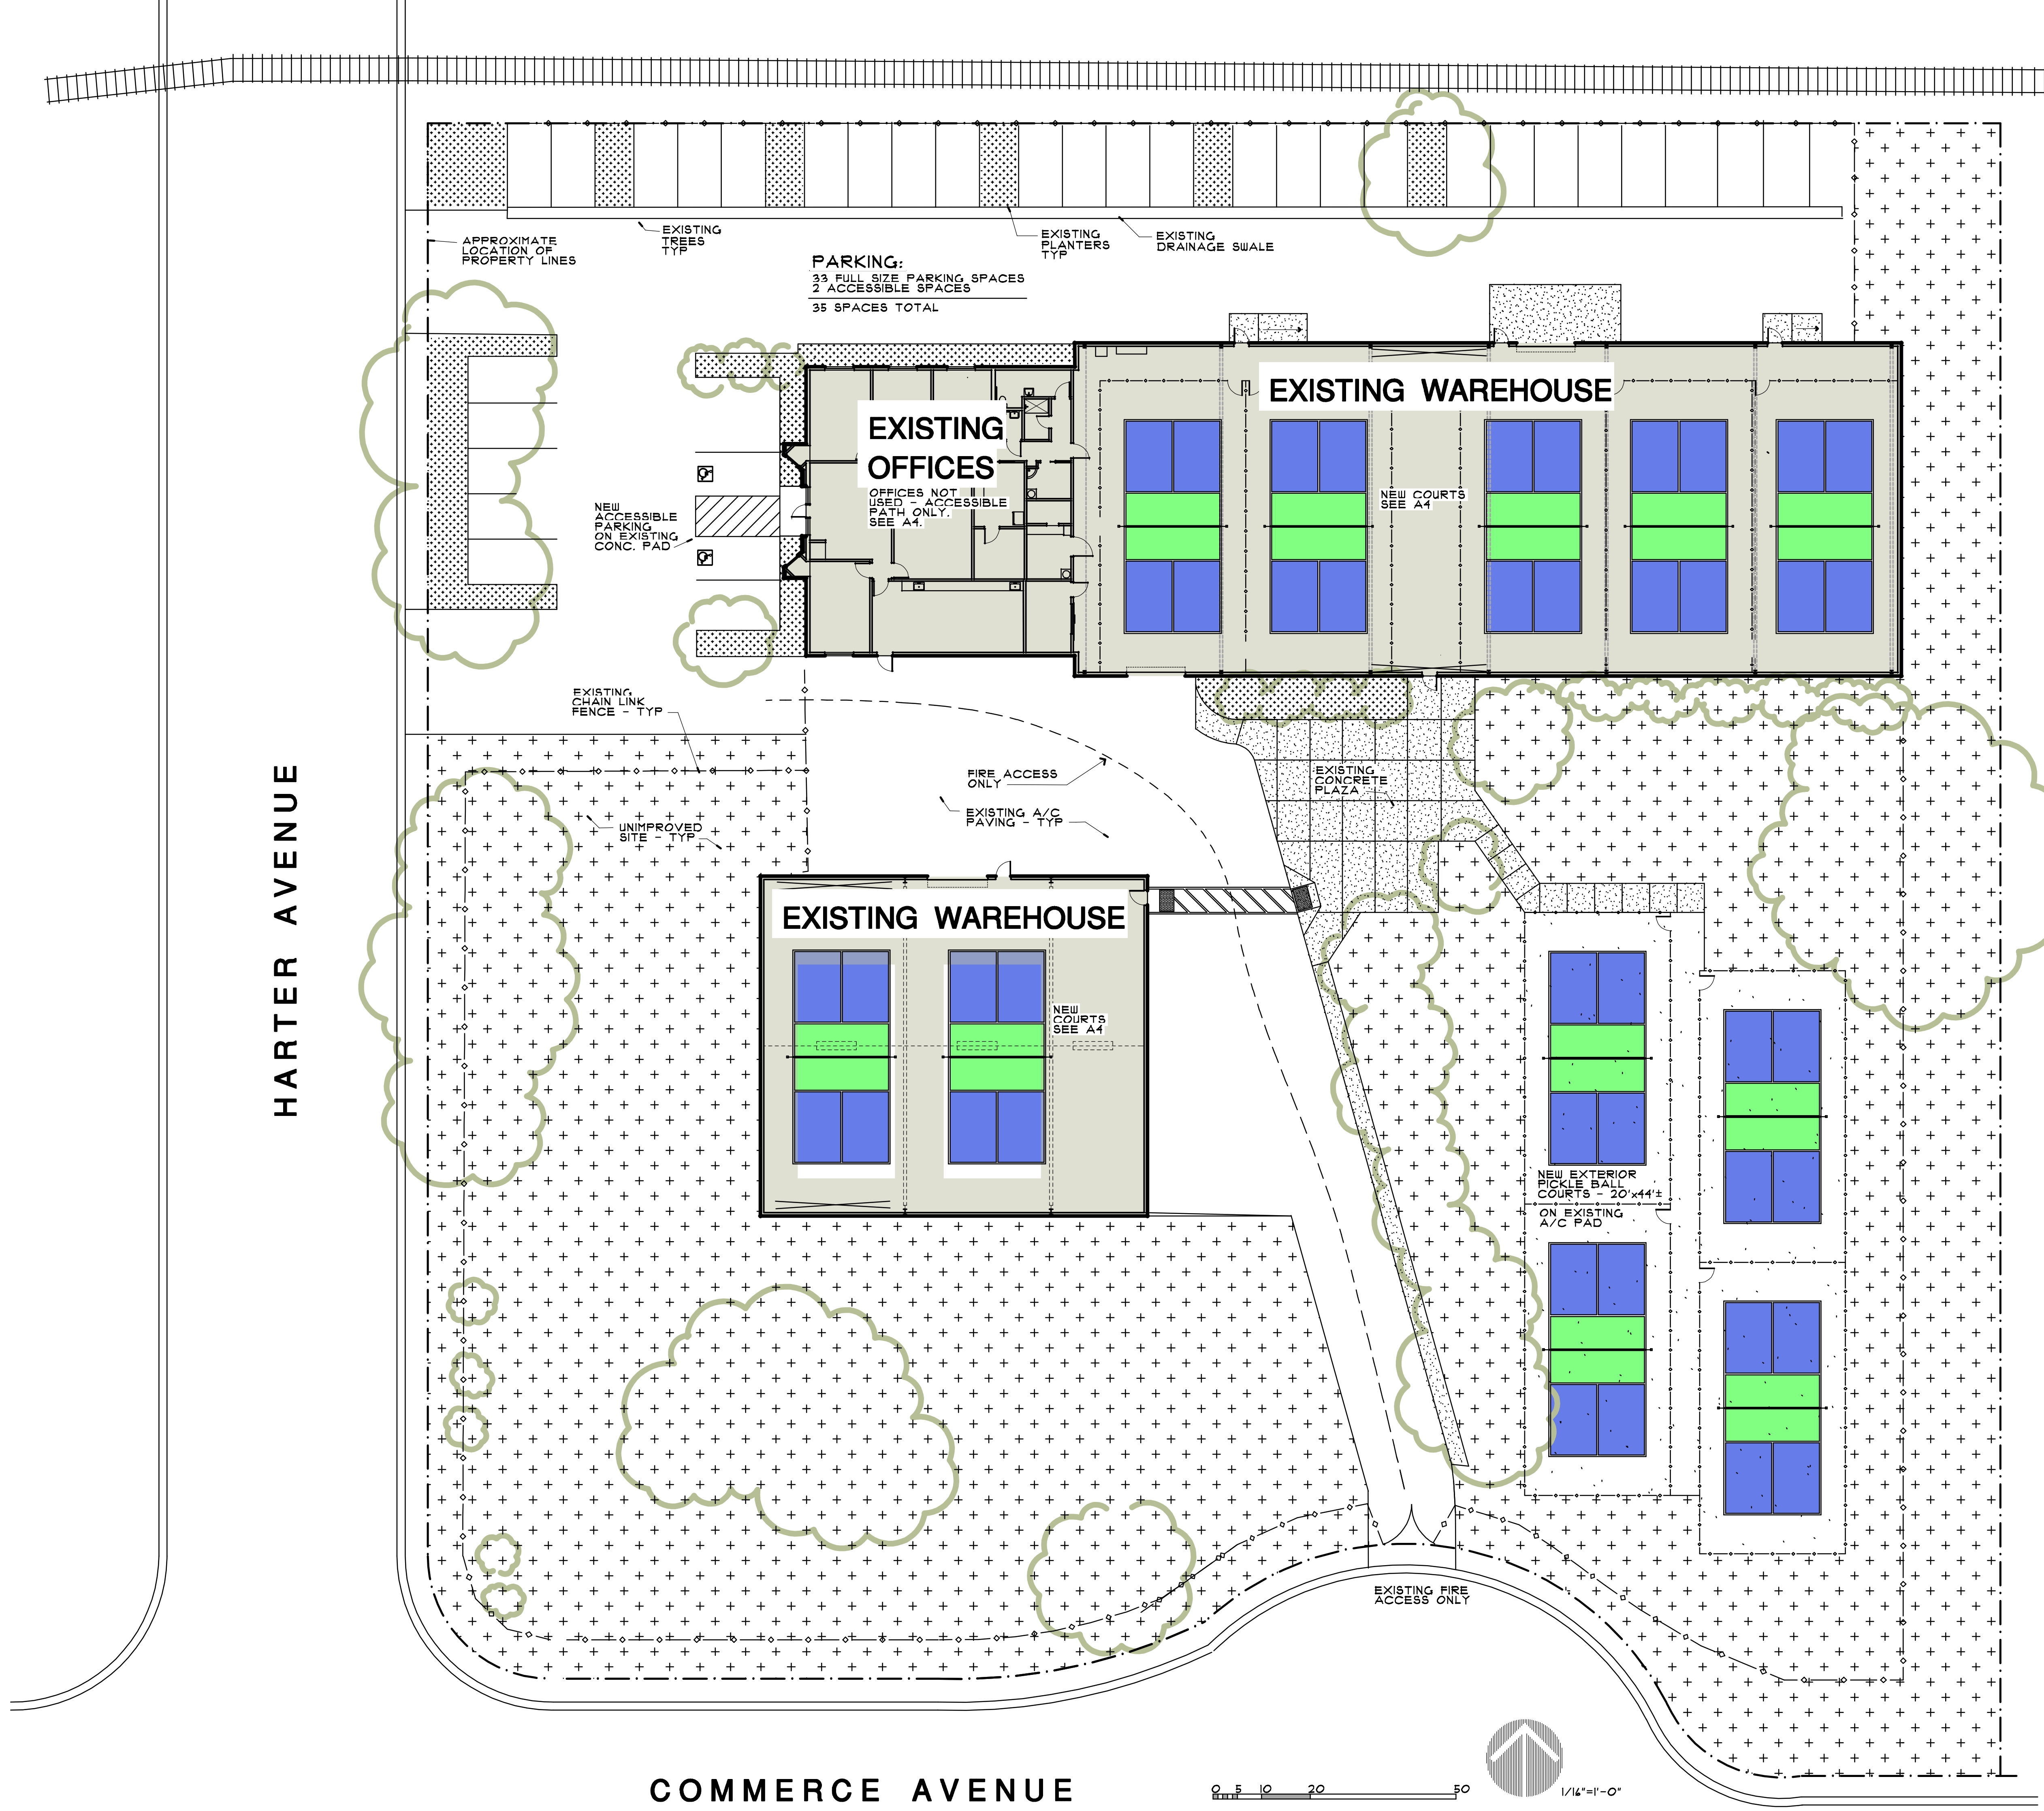 EXISTING
TREES
TYP
EXISTING
PLANTERS
TYP
EXISTING
DRAINAGE SWALE
APPROXIMATE
LOCATION OF
PROPERTY LINES
PARKING:
33 FULL SIZE PARKING SPACES
2 ACCESSIBLE SPACES
35 SPACES TOTAL
EXISTING WAREHOUSE
EXISTING
OFFICES
OFFICES NOT
USED - ACCESSIBLE
PATH ONLY.
SEE A4.
NEW COURTS
SEE A4
NEW
ACCESSIBLE
PARKING
ON EXISTING
CONC. PAD
EXISTING
CHAIN LINK
FENCE - TYP
FIRE ACCESS
ONLY
EXISTING
CONCRETE
PLAZA
EXISTING A/C
PAVING - TYP
UNIMPROVED
SITE - TYP
HARTER AVENUE
EXISTING WAREHOUSE
NEW
COURTS
SEE A4
NEW EXTERIOR
PICKLE BALL
COURTS - 20'x44'±
ON EXISTING
A/C PAD
EXISTING FIRE
ACCESS ONLY
COMMERCE AVENUE
0 5 10 20 50
1/16"=1'-0"